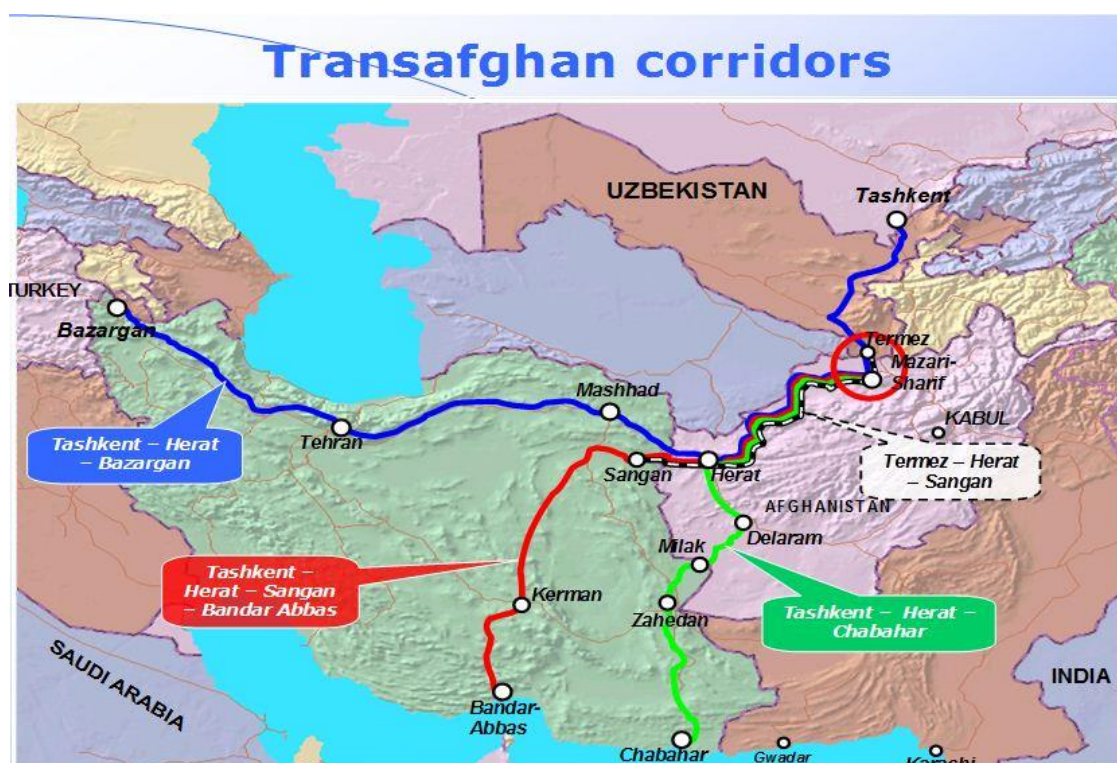 Transafghan corridors
UZBEKISTAN
Tashkent
TURKEY
Bazargan
Termez
Mazari-
Sharif
Mashhad
KABUL
Tehran
Tashkent – Herat
– Bazargan
Sangan
Herat
Termez – Herat
– Sangan
AFGHANISTAN
Delaram
Milak
Tashkent –
Herat – Sangan
– Bandar Abbas
Kerman
Zahedan
Tashkent – Herat –
Chabahar
SAUDI ARABIA
INDIA
Bandar-
Abbas
Chabahar
Gwadar
Karachi